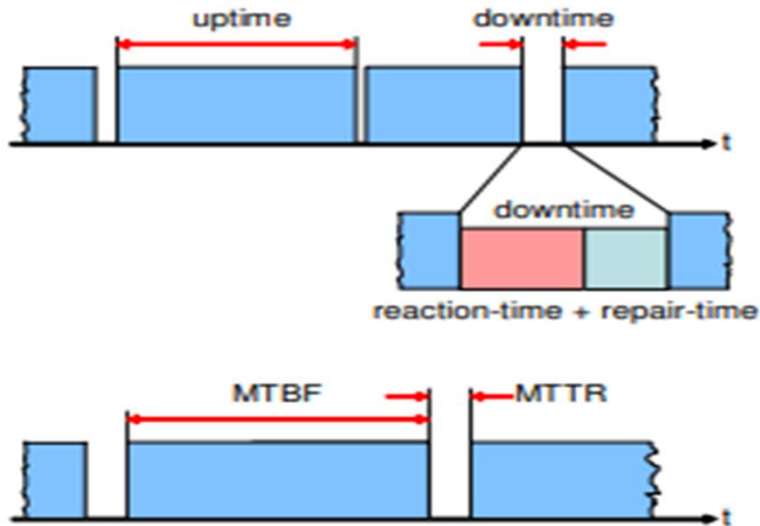 uptime
downtime
t
downtime
reaction-time + repair-time
MTBF
MTTR
t